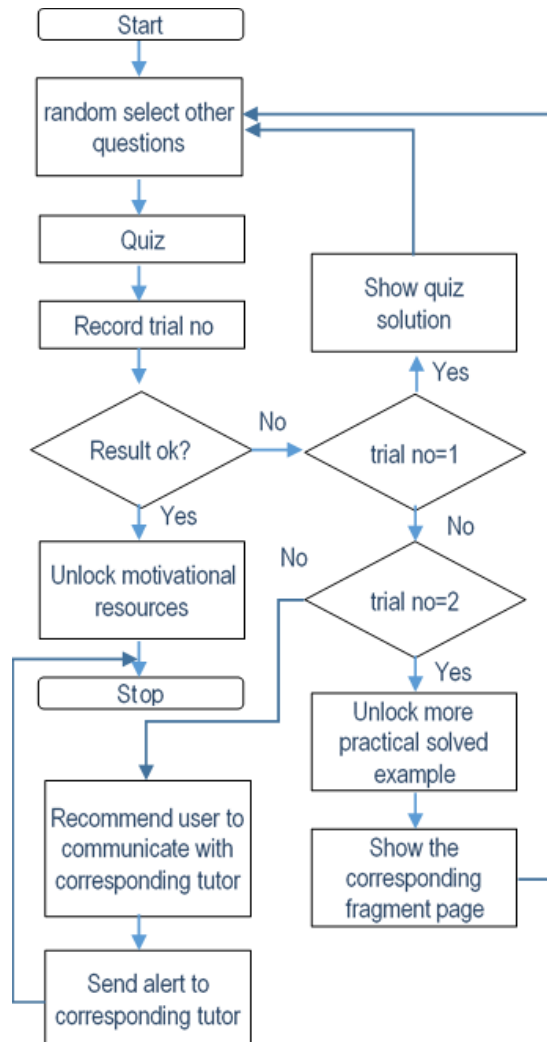 Start
random select other
questions
Quiz
Show quiz
solution
Record trial no
Yes
No
Result ok?
trial no=1
Yes
No
Unlock motivational
resources
No
trial no=2
Stop
Yes
Unlock more
practical solved
example
Recommend user to
communicate with
corresponding tutor
Show the
corresponding
fragment page
Send alert to
corresponding tutor